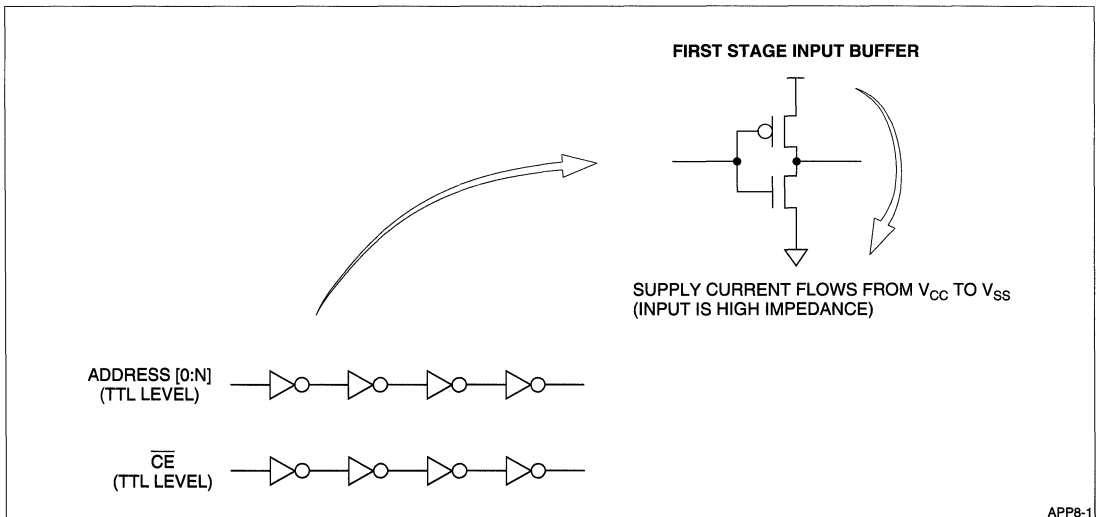 FIRST STAGE INPUT BUFFER
SUPPLY CURRENT FLOWS FROM VCC TO VSS
(INPUT IS HIGH IMPEDANCE)
ADDRESS [0:N]
(TTL LEVEL)
CE
(TTL LEVEL)
APP8-1